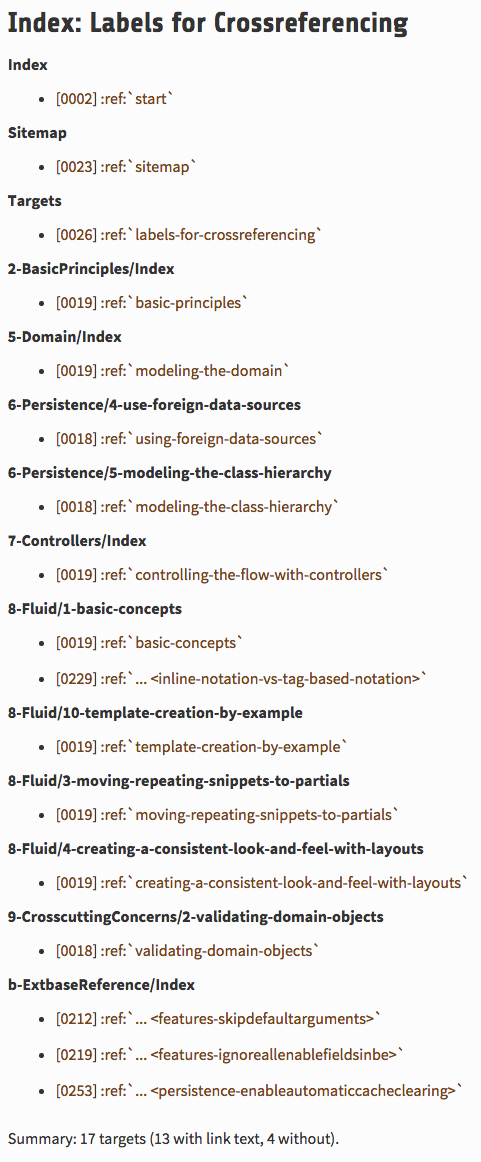 Index: Labels for Crossreferencing
Index
• [0002] :ref:`start`
Sitemap
• [0023] :ref:`sitemap`
Targets
• [0026] :ref:`labels-for-crossreferencing`
2-BasicPrinciples/Index
• [0019] :ref:`basic-principles`
5-Domain/Index
• [0019] :ref:`modeling-the-domain`
6-Persistence/4-use-foreign-data-sources
• [0018] :ref:`using-foreign-data-sources`
6-Persistence/5-modeling-the-class-hierarchy
• [0018] :ref:`modeling-the-class-hierarchy`
7-Controllers/Index
• [0019] :ref:`controlling-the-flow-with-controllers`
8-Fluid/1-basic-concepts
• [0019] :ref:`basic-concepts`
• [0229] :ref:`... <inline-notation-vs-tag-based-notation>`
8-Fluid/10-template-creation-by-example
• [0019] :ref:`template-creation-by-example`
8-Fluid/3-moving-repeating-snippets-to-partials
• [0019] :ref:`moving-repeating-snippets-to-partials`
8-Fluid/4-creating-a-consistent-look-and-feel-with-layouts
• [0019] :ref:`creating-a-consistent-look-and-feel-with-layouts`
9-CrosscuttingConcerns/2-validating-domain-objects
• [0018] :ref:`validating-domain-objects`
b-ExtbaseReference/Index
• [0212] :ref:`... <features-skipdefaultarguments>`
• [0219] :ref:`... <features-ignoreallenablefieldsinbe>`
• [0253] :ref:`... <persistence-enableautomaticcacheclearing>`
Summary: 17 targets (13 with link text, 4 without).